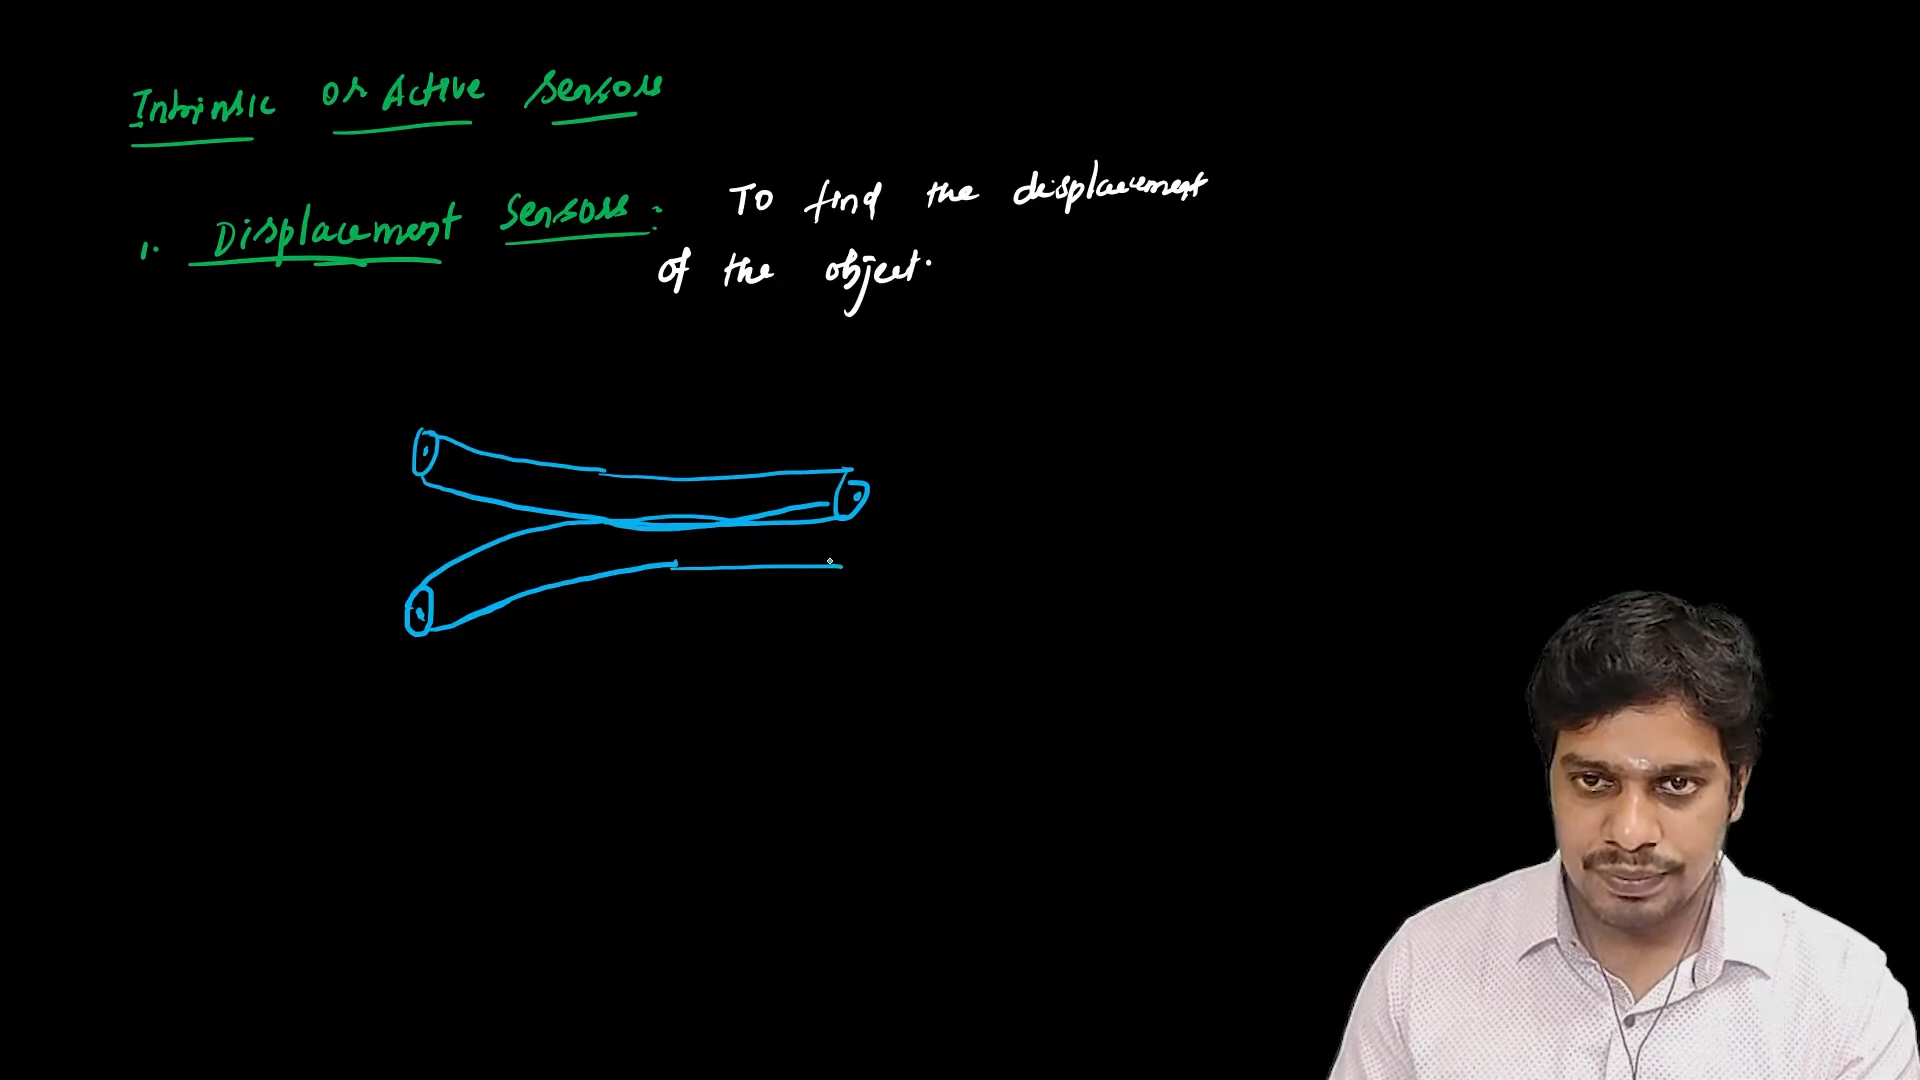 Intrinsic or Active Sensors
1. Displacement Sensors: To find the displacement
of the object.